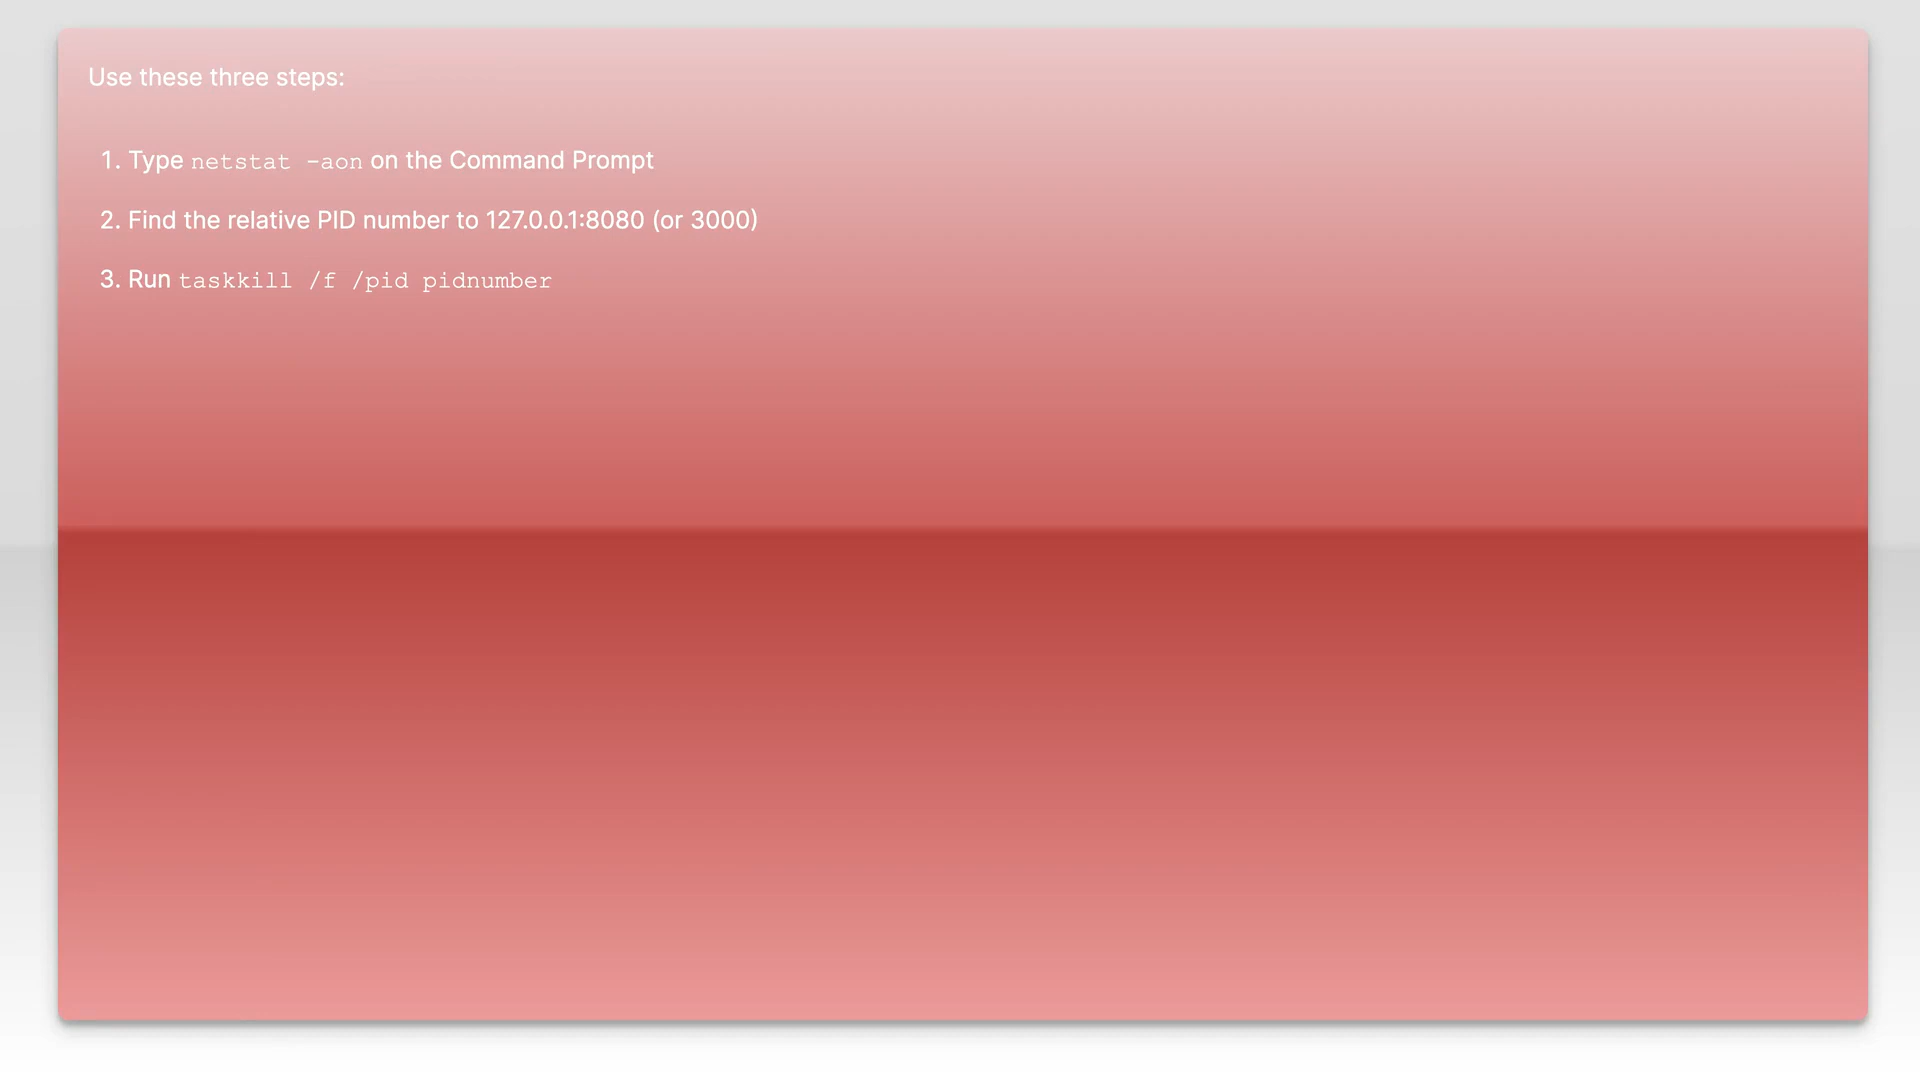 Use these three steps:
1. Type netstat -aon on the Command Prompt
2. Find the relative PID number to 127.0.0.1:8080 (or 3000)
3. Run taskkill /f /pid pidnumber